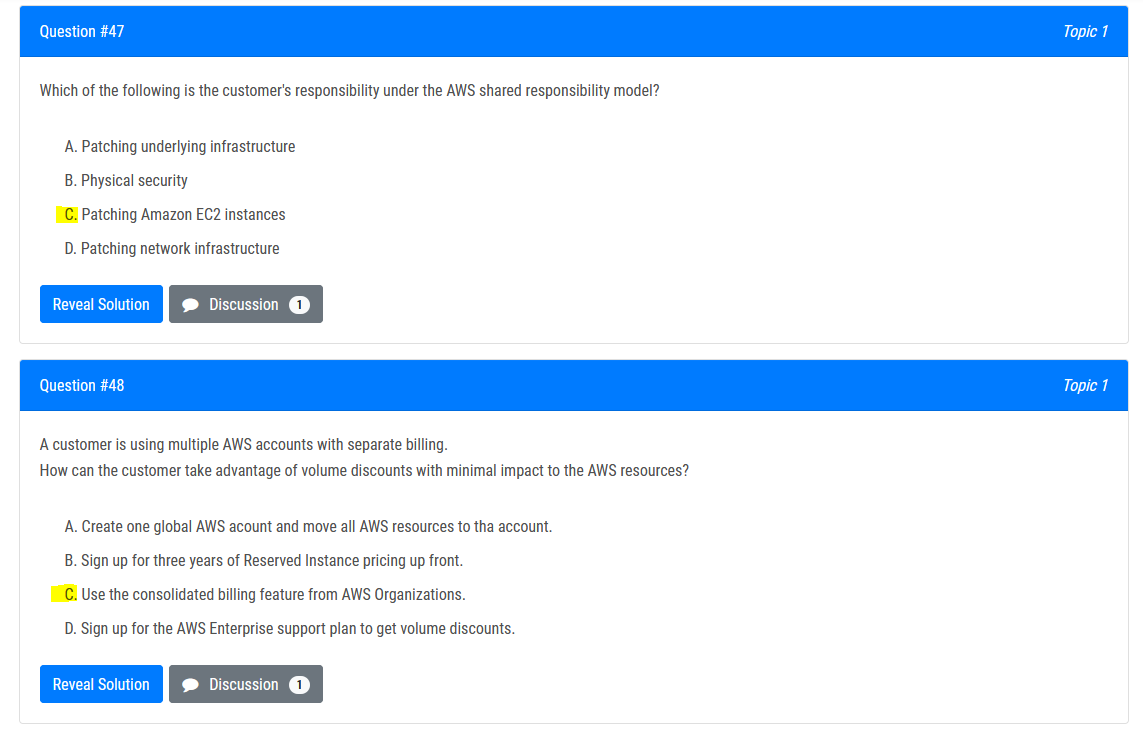 Question #47
Topic 1
Which of the following is the customer's responsibility under the AWS shared responsibility model?
A. Patching underlying infrastructure
B. Physical security
C. Patching Amazon EC2 instances
D. Patching network infrastructure
Reveal Solution
Discussion 1
Question #48
Topic 1
A customer is using multiple AWS accounts with separate billing.
How can the customer take advantage of volume discounts with minimal impact to the AWS resources?
A. Create one global AWS acount and move all AWS resources to tha account.
B. Sign up for three years of Reserved Instance pricing up front.
C. Use the consolidated billing feature from AWS Organizations.
D. Sign up for the AWS Enterprise support plan to get volume discounts.
Reveal Solution
Discussion 1